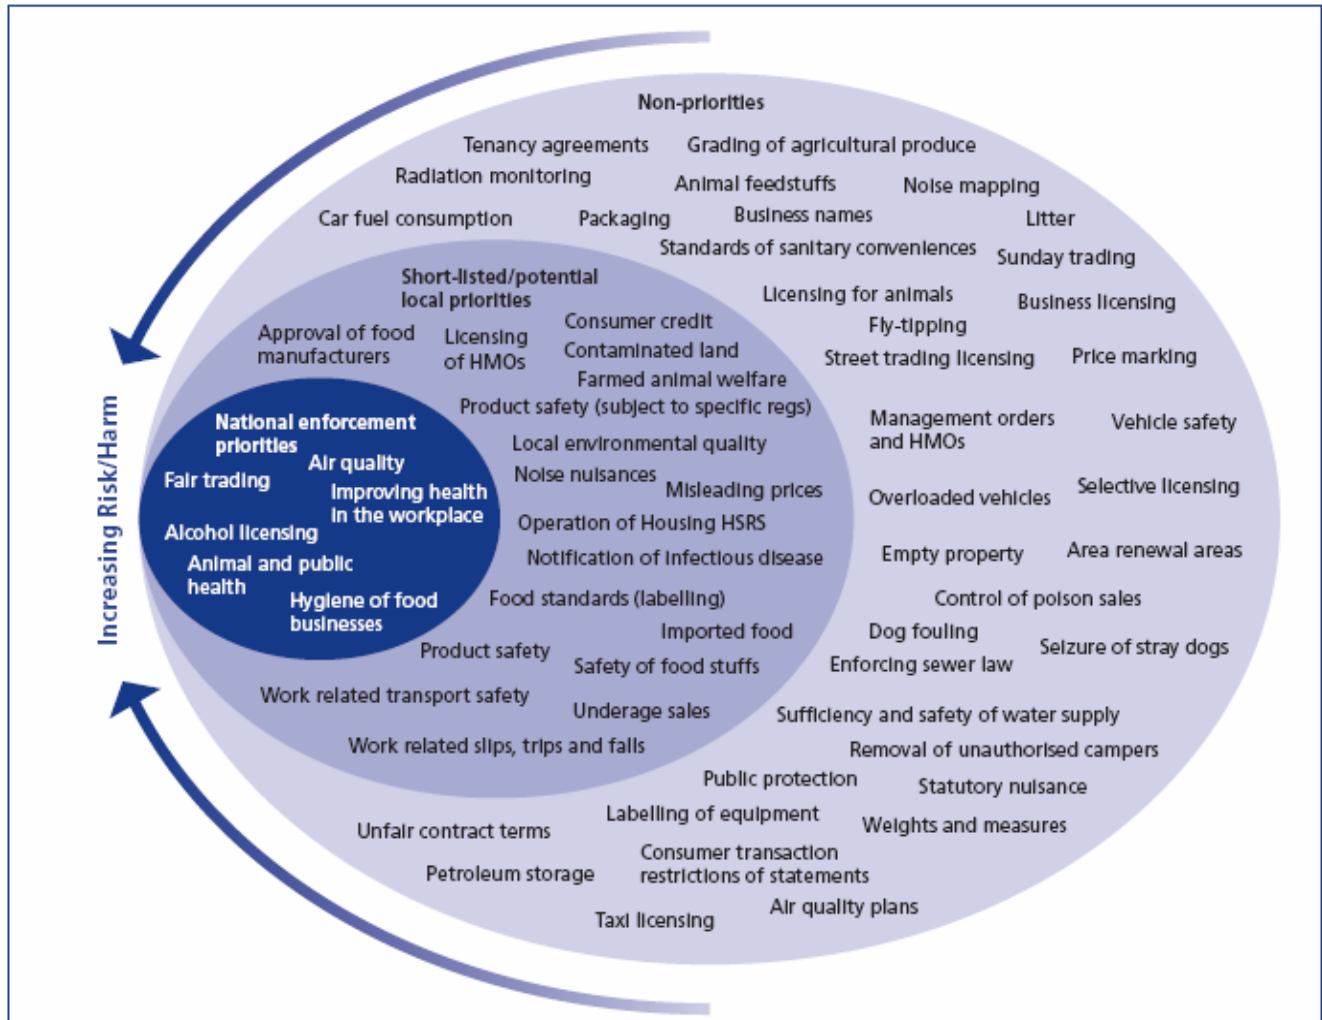 Non-priorities
Tenancy agreements
Grading of agricultural produce
Radiation monitoring
Animal feedstuffs
Noise mapping
Car fuel consumption
Packaging
Business names
Litter
Standards of sanitary conveniences
Sunday trading
Licensing for animals
Business licensing
Fly-tipping
Street trading licensing
Price marking
Management orders
and HMOs
Vehicle safety
Overloaded vehicles
Selective licensing
Empty property
Area renewal areas
Control of poison sales
Dog fouling
Seizure of stray dogs
Enforcing sewer law
Sufficiency and safety of water supply
Removal of unauthorised campers
Public protection
Statutory nuisance
Labelling of equipment
Weights and measures
Unfair contract terms
Consumer transaction
restrictions of statements
Petroleum storage
Air quality plans
Taxi licensing
Short-listed/potential
local priorities
Approval of food
manufacturers
Licensing
of HMOs
Consumer credit
Contaminated land
Farmed animal welfare
Product safety (subject to specific regs)
Local environmental quality
Noise nuisances
Misleading prices
Operation of Housing HSRS
Notification of infectious disease
Food standards (labelling)
Imported food
Product safety
Safety of food stuffs
Work related transport safety
Underage sales
Work related slips, trips and falls
National enforcement
priorities
Air quality
Fair trading
Improving health
in the workplace
Alcohol licensing
Animal and public
health
Hygiene of food
businesses
Increasing Risk/Harm